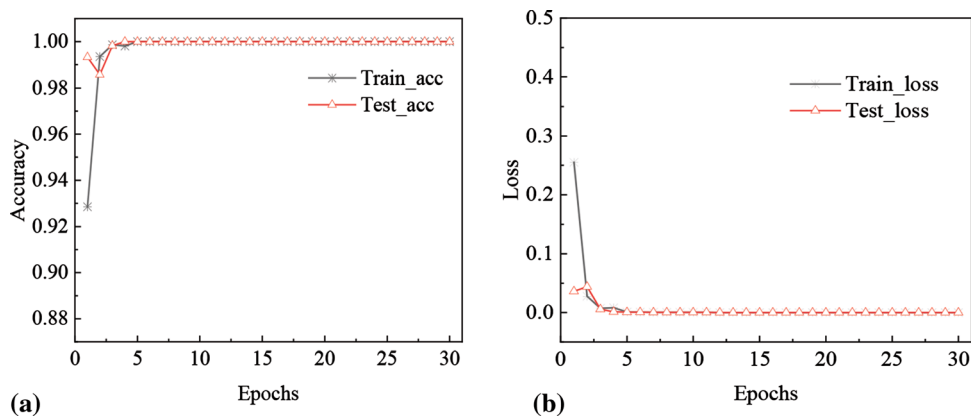 1.00
0.98
0.96
0.94
0.92
0.90
0.88
Accuracy
Train_acc
Test_acc
0 5 10 15 20 25 30
Epochs
(a)
0.5
0.4
0.3
0.2
0.1
0.0
Loss
Train_loss
Test_loss
0 5 10 15 20 25 30
Epochs
(b)